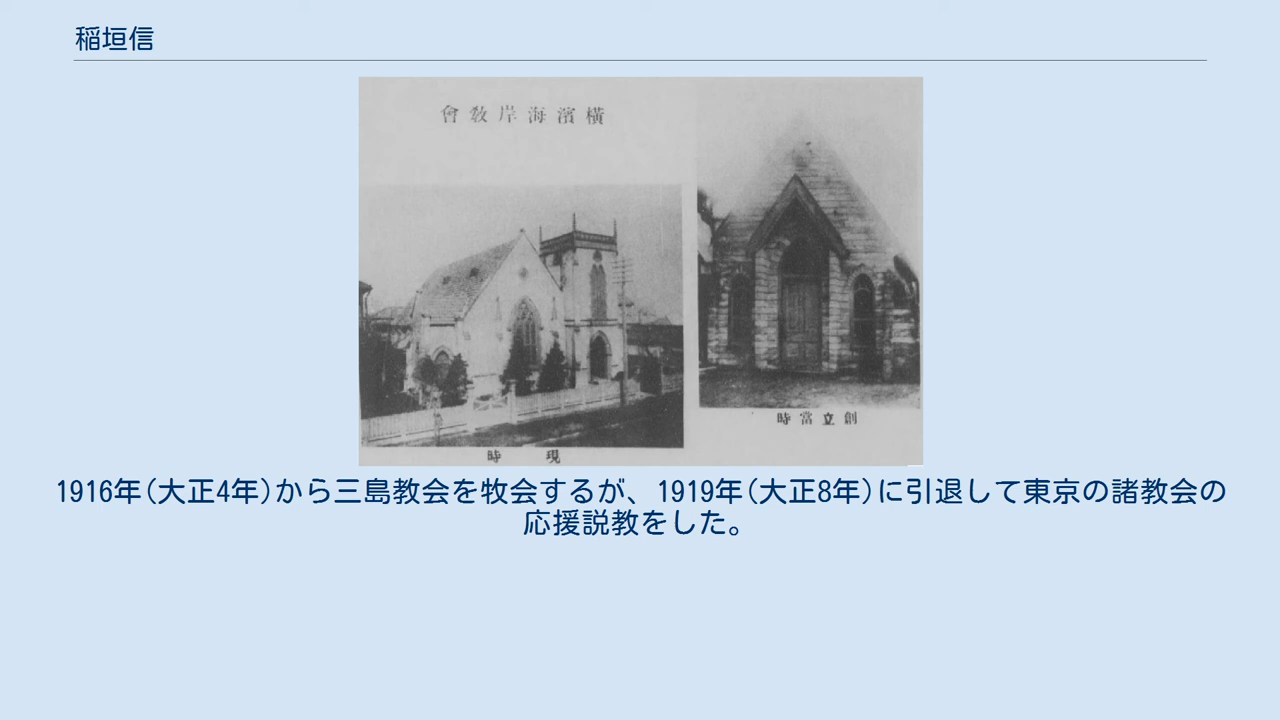 稲垣信
會敎岸海濱橫
時當立創
時現
1916年(大正4年)から三島教会を牧会するが、1919年(大正8年)に引退して東京の諸教会の
応援説教をした。